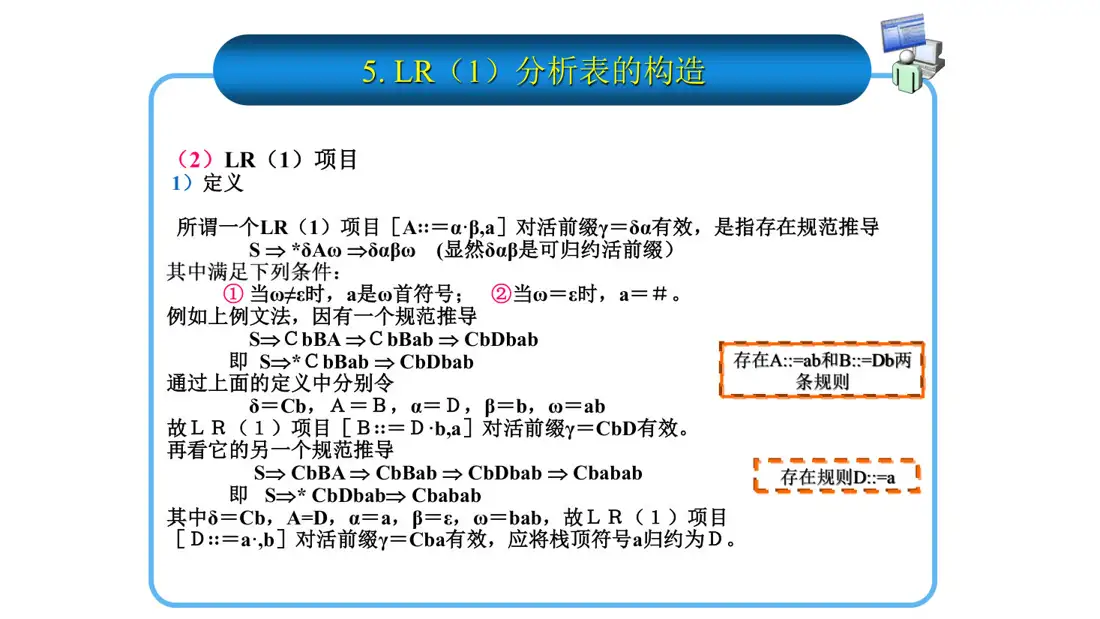 5. LR（1）分析表的构造
（2）LR（1）项目
1）定义
所谓一个LR（1）项目［A∷＝α·β,a］对活前缀γ＝δα有效，是指存在规范推导
S ⇒ *δAω ⇒δαβω （显然δαβ是可归约活前缀）
其中满足下列条件：
① 当ω≠ε时，a是ω首符号； ②当ω＝ε时，a＝＃。
例如上例文法，因有一个规范推导
S⇒ＣbBA ⇒ＣbBab ⇒ CbDbab
即 S⇒*ＣbBab ⇒ CbDbab
存在A::=ab和B::=Db两
条规则
通过上面的定义中分别令
δ＝Cb，Ａ＝Ｂ，α＝Ｄ，β＝b，ω＝ab
故ＬＲ（１）项目［Ｂ∷＝Ｄ·b,a］对活前缀γ＝CbD有效。
再看它的另一个规范推导
S⇒ CbBA ⇒ CbBab ⇒ CbDbab ⇒ Cbabab
存在规则D::=a
即 S⇒* CbDbab⇒ Cbabab
其中δ＝Cb，A=D，α＝a，β＝ε，ω＝bab，故ＬＲ（１）项目
［Ｄ∷＝a·,b］对活前缀γ＝Cba有效，应将栈顶符号a归约为Ｄ。